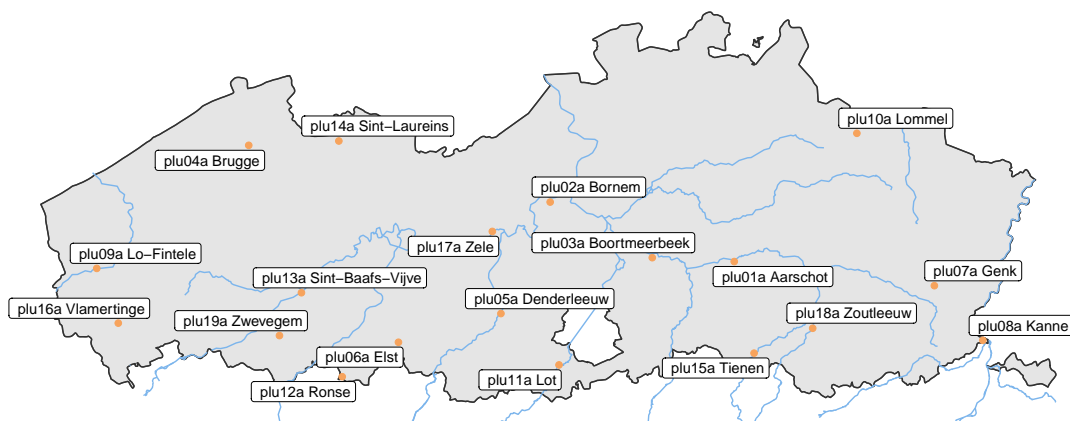 plu10a Lommel
plu14a Sint−Laureins
plu04a Brugge
plu02a Bornem
plu03a Boortmeerbeek
plu17a Zele
plu09a Lo−Fintele
plu07a Genk
plu01a Aarschot
plu13a Sint−Baafs−Vijve
plu05a Denderleeuw
plu16a Vlamertinge
plu18a Zoutleeuw
plu19a Zwevegem
plu08a Kanne
plu06a Elst
plu15a Tienen
plu11a Lot
plu12a Ronse